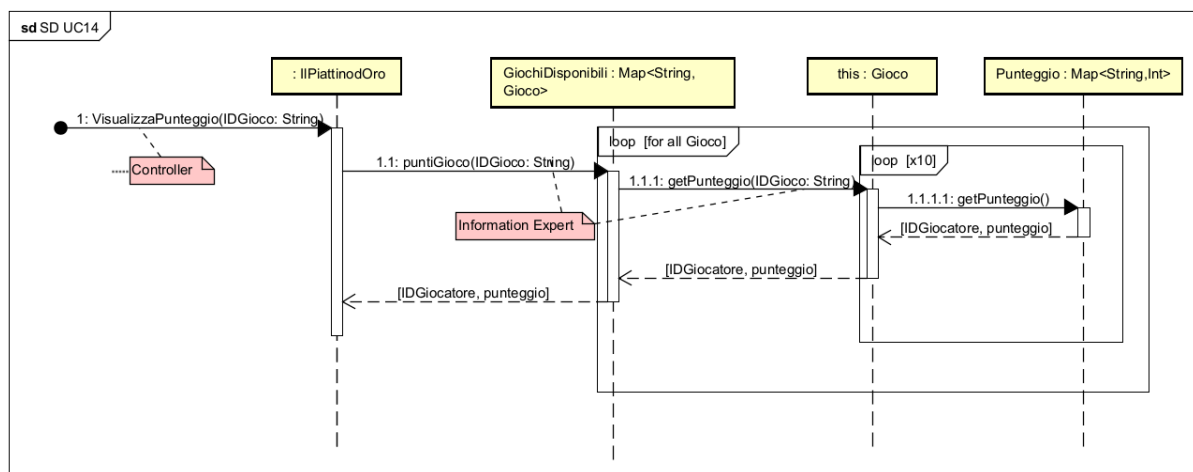 sd SD UC14
: IlPiattinodOro
GiochiDisponibili : Map<String,
Gioco>
this : Gioco
Punteggio : Map<String,Int>
1: VisualizzaPunteggio(IDGioco: String)
loop [for all Gioco]
Controller
1.1: puntiGioco(IDGioco: String)
loop [x10]
1.1.1: getPunteggio(IDGioco: String)
1.1.1.1: getPunteggio()
Information Expert
[IDGiocatore, punteggio]
[IDGiocatore, punteggio]
[IDGiocatore, punteggio]